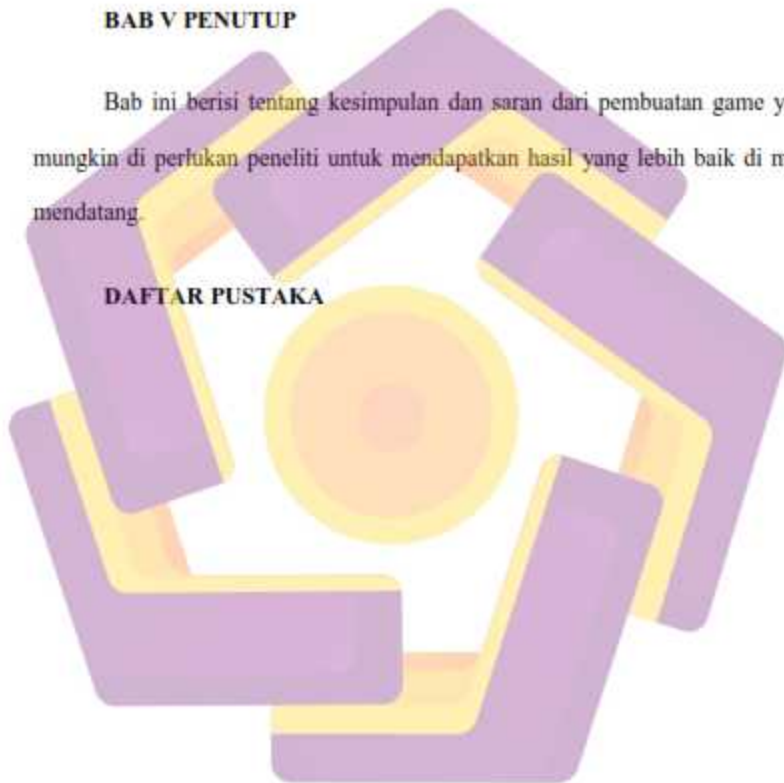 BAB V PENUTUP
Bab ini berisi tentang kesimpulan dan saran dari pembuatan game
mungkin di perlukan peneliti untuk mendapatkan hasil yang lebih baik di
mendatang.
DAFTAR PUSTAKA